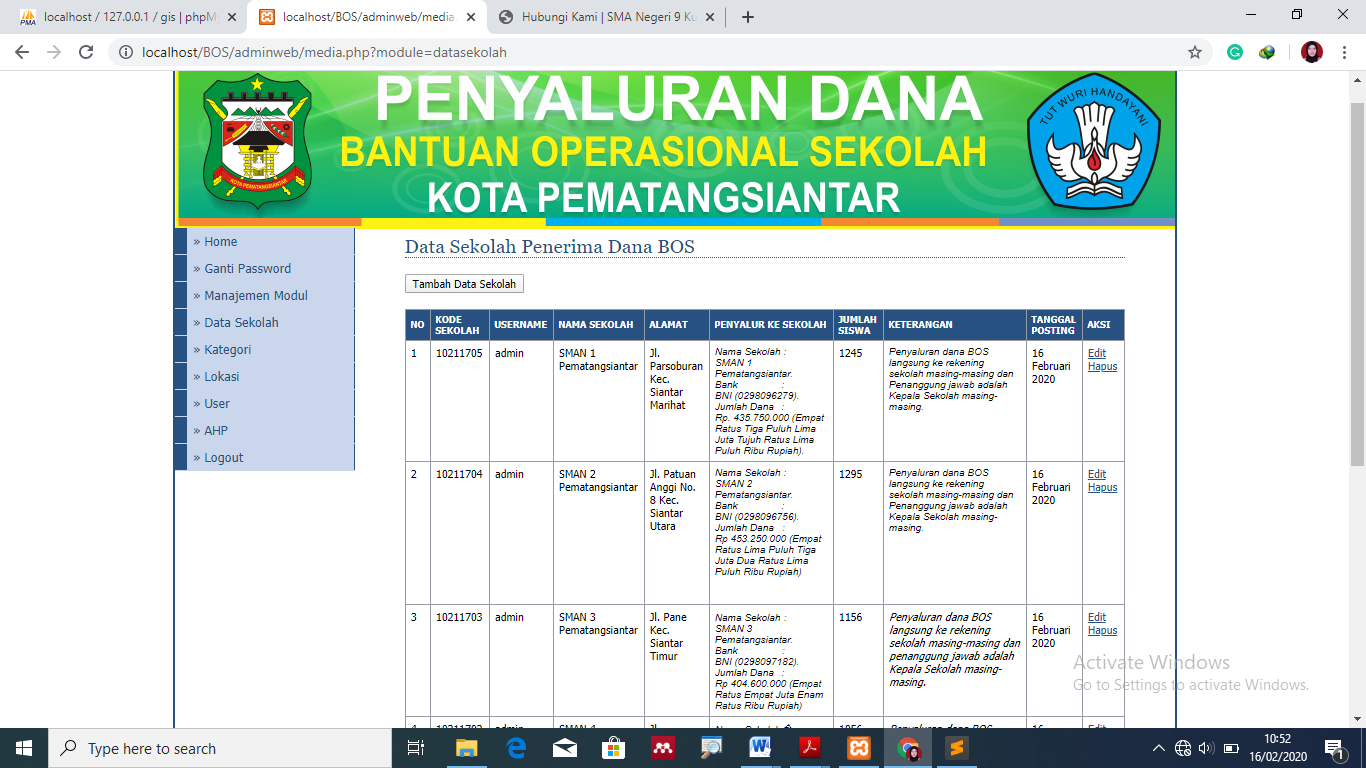 localhost / 127.0.0.1 / gis | phpMy
localhost/BOS/adminweb/media.
Hubungi Kami | SMA Negeri 9 Ku
localhost/BOS/adminweb/media.php?module=datasekolah
PENYALURAN DANA
BANTUAN OPERASIONAL SEKOLAH
KOTA PEMATANGSIANTAR
KOTA PEMATANGSIANTAR
TUT WURI HANDAYANI
» Home
» Ganti Password
» Manajemen Modul
» Data Sekolah
» Kategori
» Lokasi
» User
» AHP
» Logout
Data Sekolah Penerima Dana BOS
Tambah Data Sekolah
NO
KODE
SEKOLAH
USERNAME
NAMA SEKOLAH
ALAMAT
PENYALUR KE SEKOLAH
JUMLAH
SISWA
KETERANGAN
TANGGAL
POSTING
AKSI
1
10211705
admin
SMAN 1
Pematangsiantar
Jl.
Parsoburan
Kec.
Siantar
Marihat
Nama Sekolah :
SMAN 1
Pematangsiantar.
Bank :
BNI (0298096279).
Jumlah Dana :
Rp. 435.750.000 (Empat
Ratus Tiga Puluh Lima
Juta Tujuh Ratus Lima
Puluh Ribu Rupiah).
1245
Penyaluran dana BOS
langsung ke rekening
sekolah masing-masing dan
Penanggung jawab adalah
Kepala Sekolah masing-
masing.
16
Februari
2020
Edit
Hapus
2
10211704
admin
SMAN 2
Pematangsiantar
Jl. Patuan
Anggi No.
8 Kec.
Siantar
Utara
Nama Sekolah :
SMAN 2
Pematangsiantar.
Bank :
BNI (0298096756).
Jumlah Dana :
Rp 453.250.000 (Empat
Ratus Lima Puluh Tiga
Juta Dua Ratus Lima
Puluh Ribu Rupiah)
1295
Penyaluran dana BOS
langsung ke rekening
sekolah masing-masing dan
Penanggung jawab adalah
Kepala Sekolah masing-
masing.
16
Februari
2020
Edit
Hapus
3
10211703
admin
SMAN 3
Pematangsiantar
Jl. Pane
Kec.
Siantar
Timur
Nama Sekolah :
SMAN 3
Pematangsiantar.
Bank :
BNI (0298097182).
Jumlah Dana :
Rp 404.600.000 (Empat
Ratus Empat Juta Enam
Ratus Ribu Rupiah)
1156
Penyaluran dana BOS
langsung ke rekening
sekolah masing-masing dan
penanggung jawab adalah
Kepala Sekolah masing-
masing.
16
Februari
2020
Edit
Hapus
Activate Windows
Go to Settings to activate Windows.
Type here to search
10:52
16/02/2020